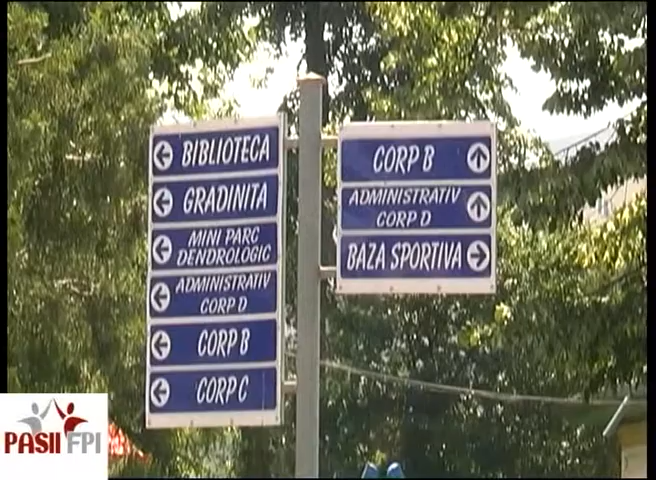 BIBLIOTECA
GRADINITA
MINI PARC
DENDROLOGIC
ADMINISTRATIV
CORP D
CORP B
CORP C
CORP B
ADMINISTRATIV
CORP D
BAZA SPORTIVA
PASII FPI